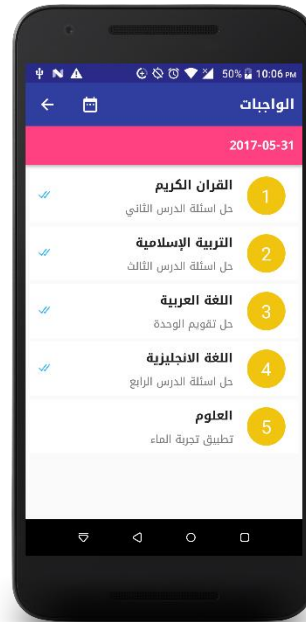 50% 10:06 PM
الواجبات
2017-05-31
1
القران الكريم
حل اسئلة الدرس الثاني
2
التربية الإسلامية
حل اسئلة الدرس الثالث
3
اللغة العربية
حل تقويم الوحدة
4
اللغة الانجليزية
حل اسئلة الدرس الرابع
5
العلوم
تطبيق تجربة الماء